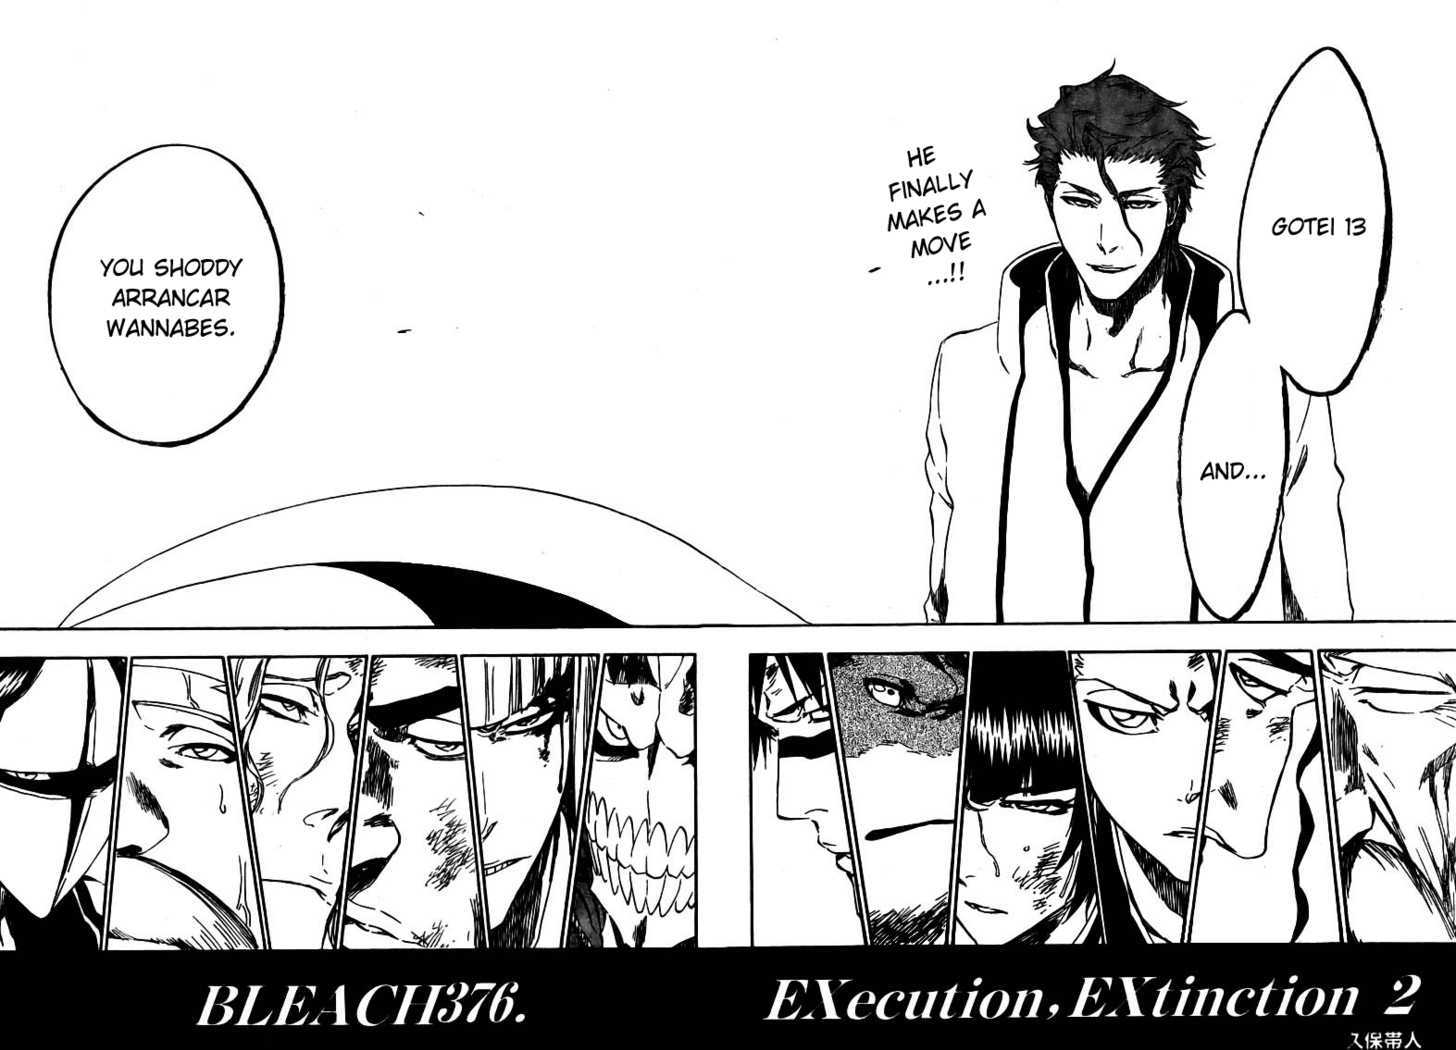 GOTEI 13
AND...
HE
FINALLY
MAKES A
MOVE
...!!
YOU SHODDY
ARRANCAR
WANNABES.
BLEACH376.
EXecution, EXtinction 2
久保帯人